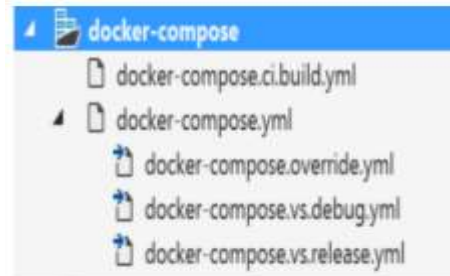 docker-compose
docker-compose.ci.build.yml
docker-compose.yml
docker-compose.override.yml
docker-compose.vs.debug.yml
docker-compose.vs.release.yml